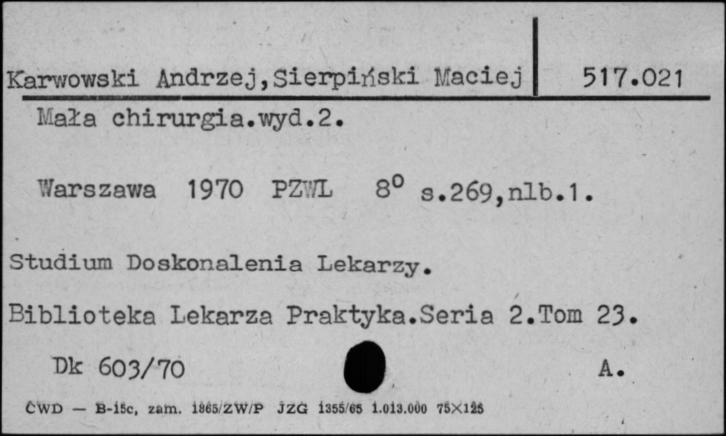 Karwowski Andrzej,Sierpiński Maciej 517.021
Mała chirurgia.wyd.2.
Warszawa 1970 PZWL 8⁰ s.269,nlb.1.
Studium Doskonalenia Lekarzy.
Biblioteka Lekarza Praktyka.Seria 2.Tom 23.
Dk 603/70 A.
CWD — B-15c, zam. 1865/ZW/P JZG 1355/65 1.013.000 75×125